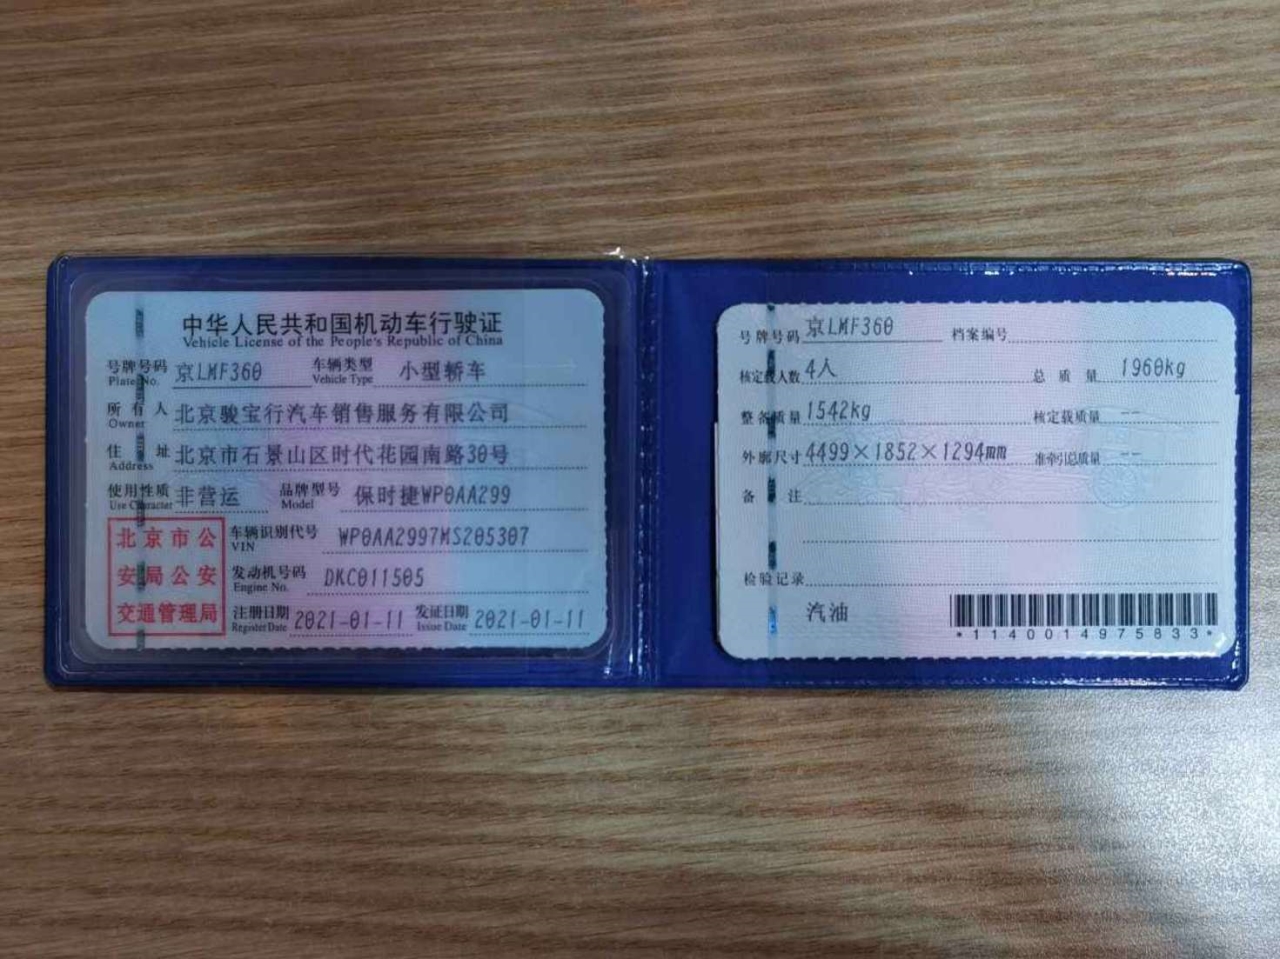 中华人民共和国机动车行驶证
Vehicle License of the People's Republic of China
号牌号码 京LMF360 车辆类型 小型轿车
Plate No. Vehicle Type
所有人 北京骏宝行汽车销售服务有限公司
Owner
住址 北京市石景山区时代花园南路30号
Address
使用性质 非营运 品牌型号 保时捷WP0AA299
Use Character Model
北京市公
安局公安
交通管理局
车辆识别代号 WP0AA2997MS205307
VIN
发动机号码 DKC011505
Engine No.
注册日期 2021-01-11 发证日期 2021-01-11
Register Date Issue Date
号牌号码 京LMF360 档案编号
核定载人数 4人 总质量 1960kg
整备质量 1542kg 核定载质量 --
外廓尺寸 4499×1852×1294mm 准牵引总质量 --
备注
检验记录
汽油
*1140014975833*